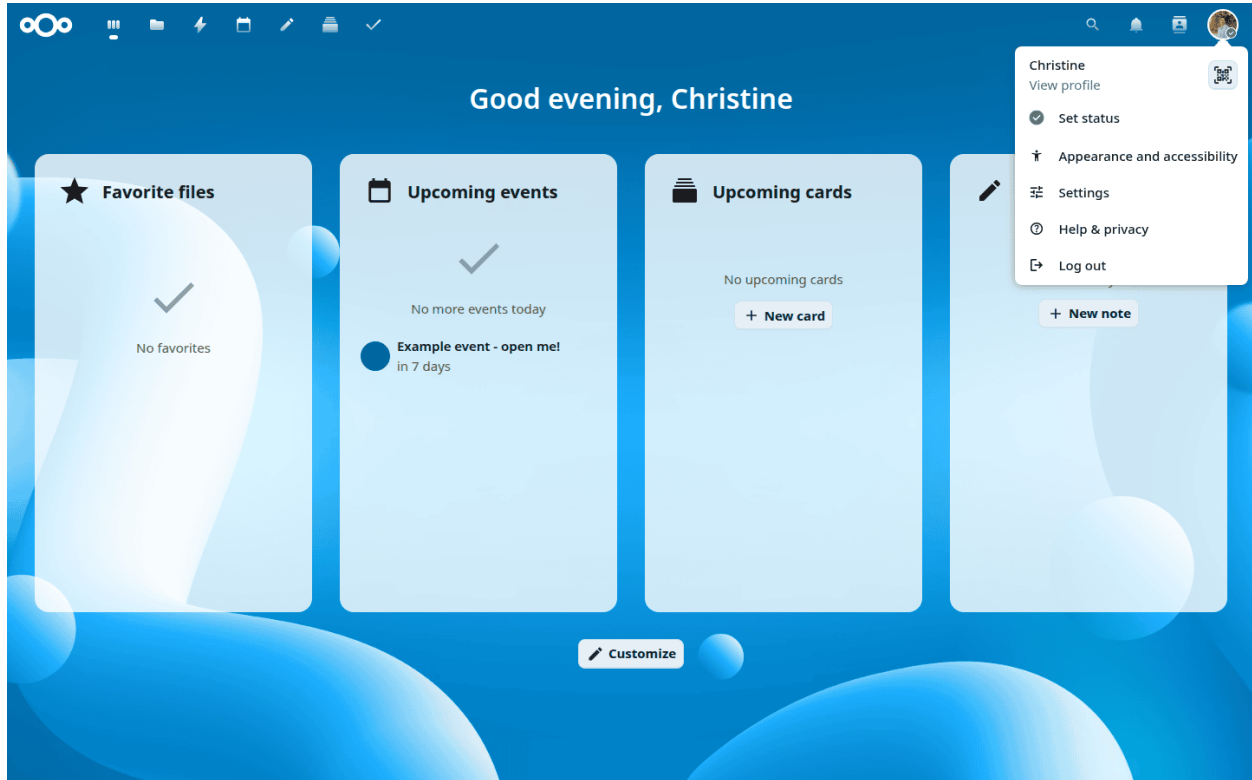 Good evening, Christine
Christine
View profile
Set status
Appearance and accessibility
Settings
Help & privacy
Log out
Favorite files
No favorites
Upcoming events
No more events today
Example event - open me!
in 7 days
Upcoming cards
No upcoming cards
+ New card
+ New note
Customize